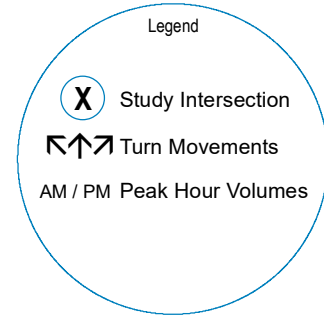 Legend
X Study Intersection
Turn Movements
AM / PM Peak Hour Volumes